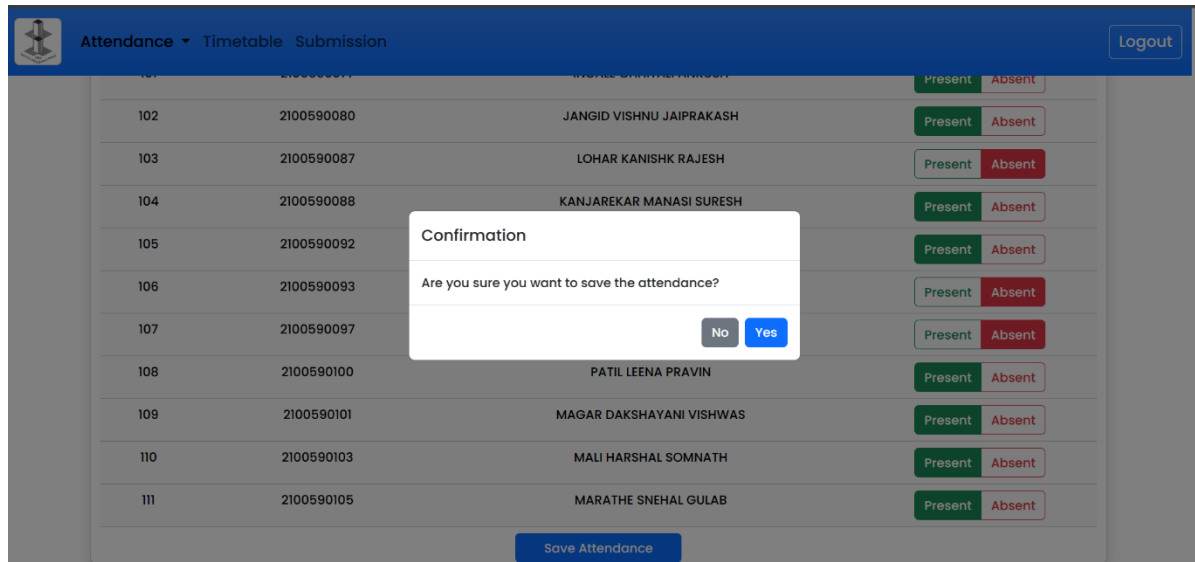 Attendance Timetable Submission Logout
Present Absent
102 2100590080 JANGID VISHNU JAIPRAKASH Present Absent
103 2100590087 LOHAR KANISHK RAJESH Present Absent
104 2100590088 KANJAREKAR MANASI SURESH Present Absent
105 2100590092 Present Absent
106 2100590093 Present Absent
107 2100590097 Present Absent
108 2100590100 PATIL LEENA PRAVIN Present Absent
109 2100590101 MAGAR DAKSHAYANI VISHWAS Present Absent
110 2100590103 MALI HARSHAL SOMNATH Present Absent
111 2100590105 MARATHE SNEHAL GULAB Present Absent
Save Attendance
Confirmation
Are you sure you want to save the attendance?
No Yes